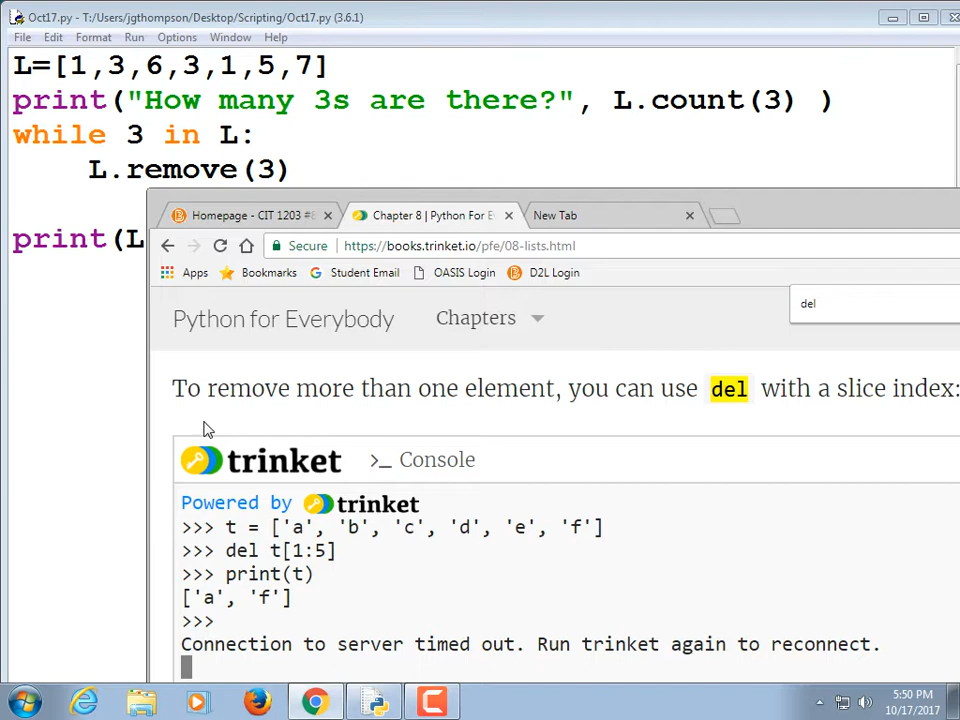 Oct17.py - T:/Users/jgthompson/Desktop/Scripting/Oct17.py (3.6.1)
File Edit Format Run Options Window Help
L=[1,3,6,3,1,5,7]
print("How many 3s are there?", L.count(3) )
while 3 in L:
    L.remove(3)
print(L
Homepage - CIT 1203 #8
Chapter 8 | Python For E
New Tab
Secure https://books.trinket.io/pfe/08-lists.html
Apps Bookmarks Student Email OASIS Login D2L Login
del
Python for Everybody Chapters
To remove more than one element, you can use del with a slice index:
trinket >_ Console
Powered by trinket
>>> t = ['a', 'b', 'c', 'd', 'e', 'f']
>>> del t[1:5]
>>> print(t)
['a', 'f']
>>>
Connection to server timed out. Run trinket again to reconnect.
5:50 PM
10/17/2017